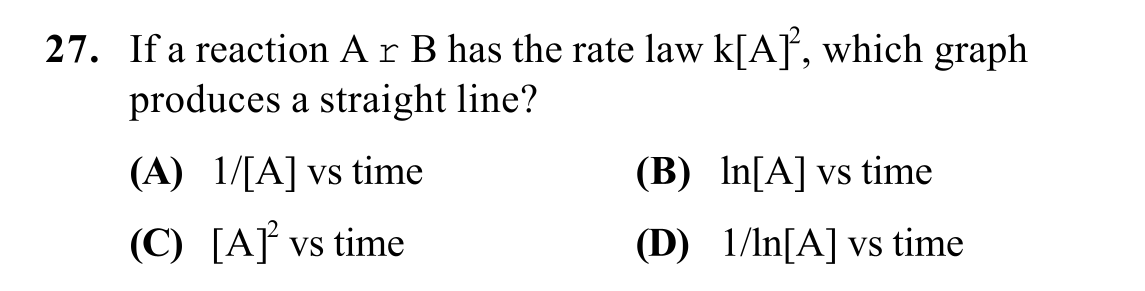 27. If a reaction A r B has the rate law k[A]², which graph
produces a straight line?
(A) 1/[A] vs time (B) ln[A] vs time
(C) [A]² vs time (D) 1/ln[A] vs time